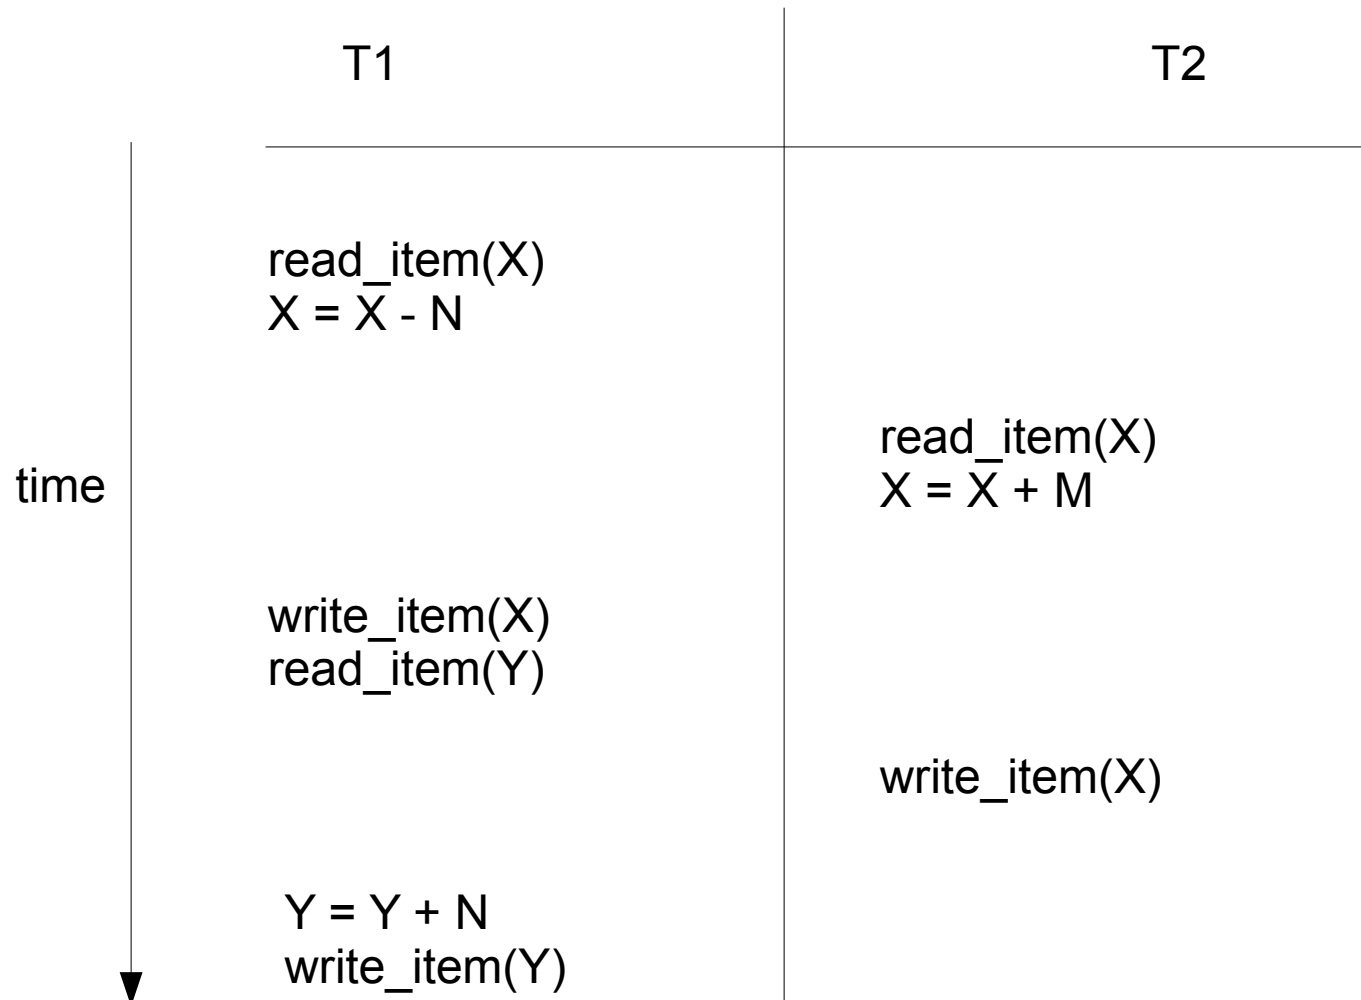 T1
T2
read_item(X)
X = X - N
read_item(X)
X = X + M
time
write_item(X)
read_item(Y)
write_item(X)
Y = Y + N
write_item(Y)